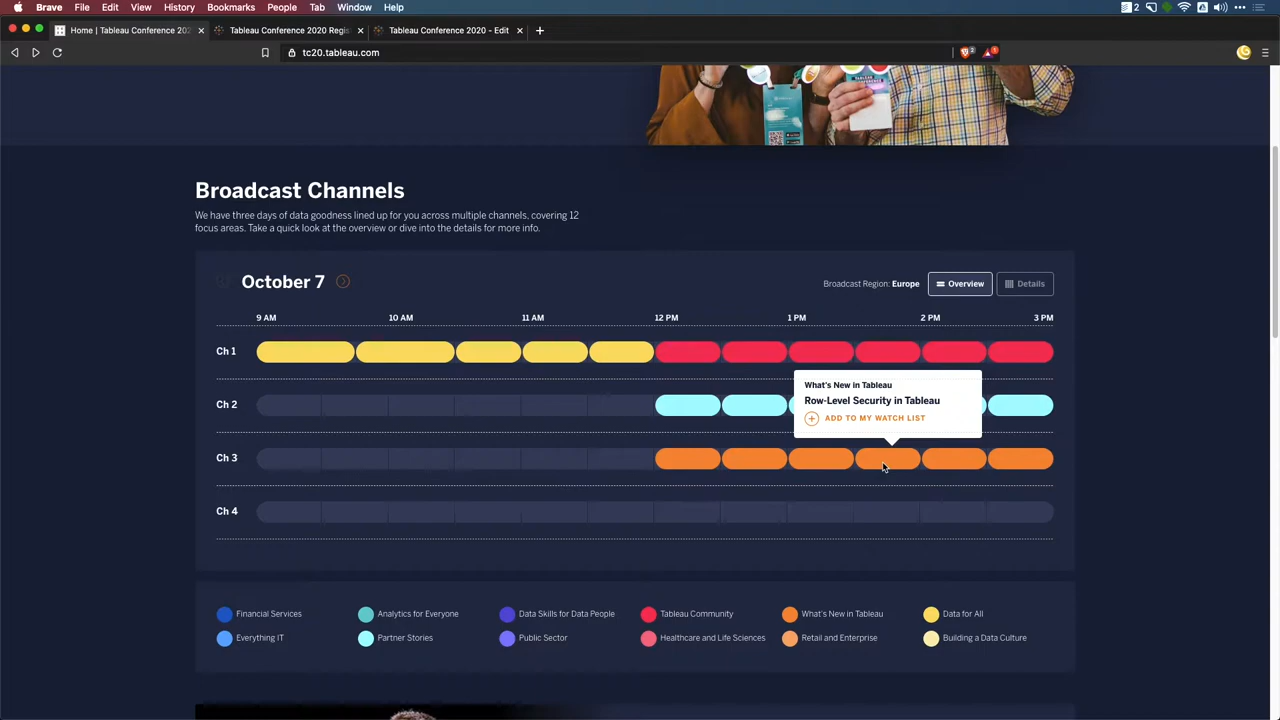 Brave File Edit View History Bookmarks People Tab Window Help
2
Home | Tableau Conference 202
Tableau Conference 2020 Regis
Tableau Conference 2020 - Edit
tc20.tableau.com
Broadcast Channels
We have three days of data goodness lined up for you across multiple channels, covering 12
focus areas. Take a quick look at the overview or dive into the details for more info.
October 7
Broadcast Region: Europe
Overview
Details
9 AM 10 AM 11 AM 12 PM 1 PM 2 PM 3 PM
Ch 1
What's New in Tableau
Row-Level Security in Tableau
ADD TO MY WATCH LIST
Ch 2
Ch 3
Ch 4
Financial Services Analytics for Everyone Data Skills for Data People Tableau Community What's New in Tableau Data for All
Everything IT Partner Stories Public Sector Healthcare and Life Sciences Retail and Enterprise Building a Data Culture